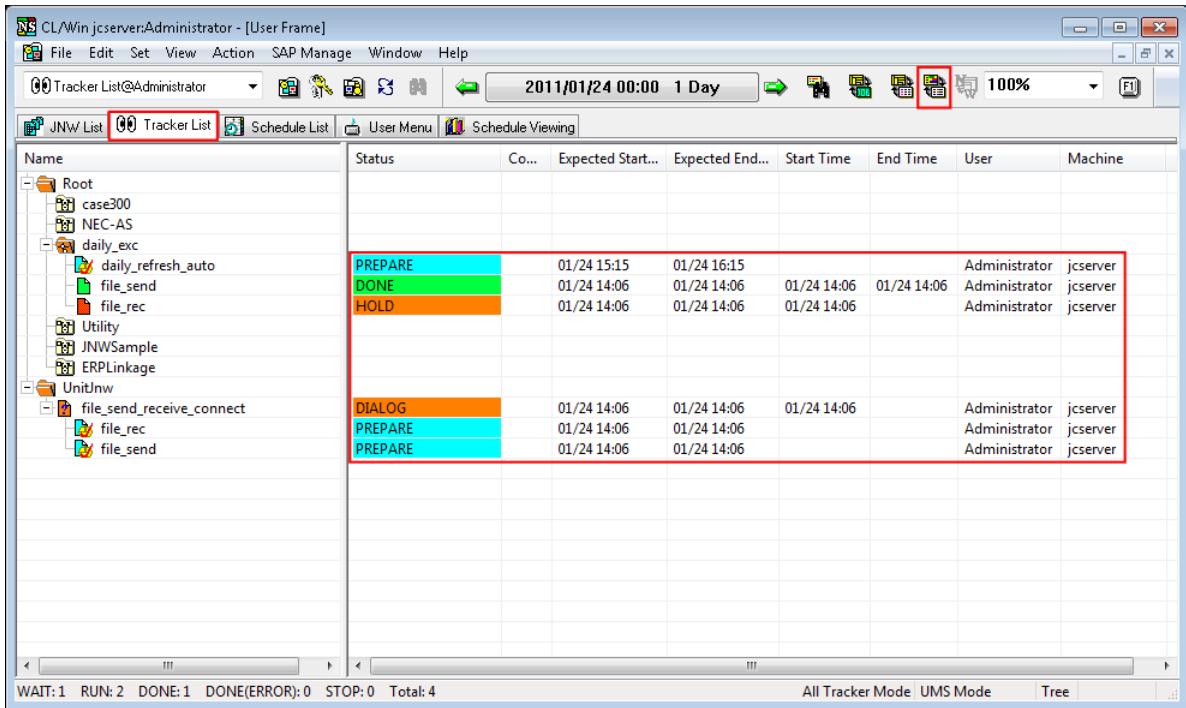 CL/Win jcserver:Administrator - [User Frame]
File Edit Set View Action SAP Manage Window Help
Tracker List@Administrator 2011/01/24 00:00 1 Day 100% F1
JNW List Tracker List Schedule List User Menu Schedule Viewing
Name Status Co... Expected Start... Expected End... Start Time End Time User Machine
Root
case300
NEC-AS
daily_exc
daily_refresh_auto PREPARE 01/24 15:15 01/24 16:15 Administrator jcserver
file_send DONE 01/24 14:06 01/24 14:06 01/24 14:06 01/24 14:06 Administrator jcserver
file_rec HOLD 01/24 14:06 01/24 14:06 01/24 14:06 Administrator jcserver
Utility
JNWSample
ERPLinkage
UnitJnw
file_send_receive_connect DIALOG 01/24 14:06 01/24 14:06 01/24 14:06 Administrator jcserver
file_rec PREPARE 01/24 14:06 01/24 14:06 Administrator jcserver
file_send PREPARE 01/24 14:06 01/24 14:06 Administrator jcserver
WAIT: 1 RUN: 2 DONE: 1 DONE(ERROR): 0 STOP: 0 Total: 4 All Tracker Mode UMS Mode Tree